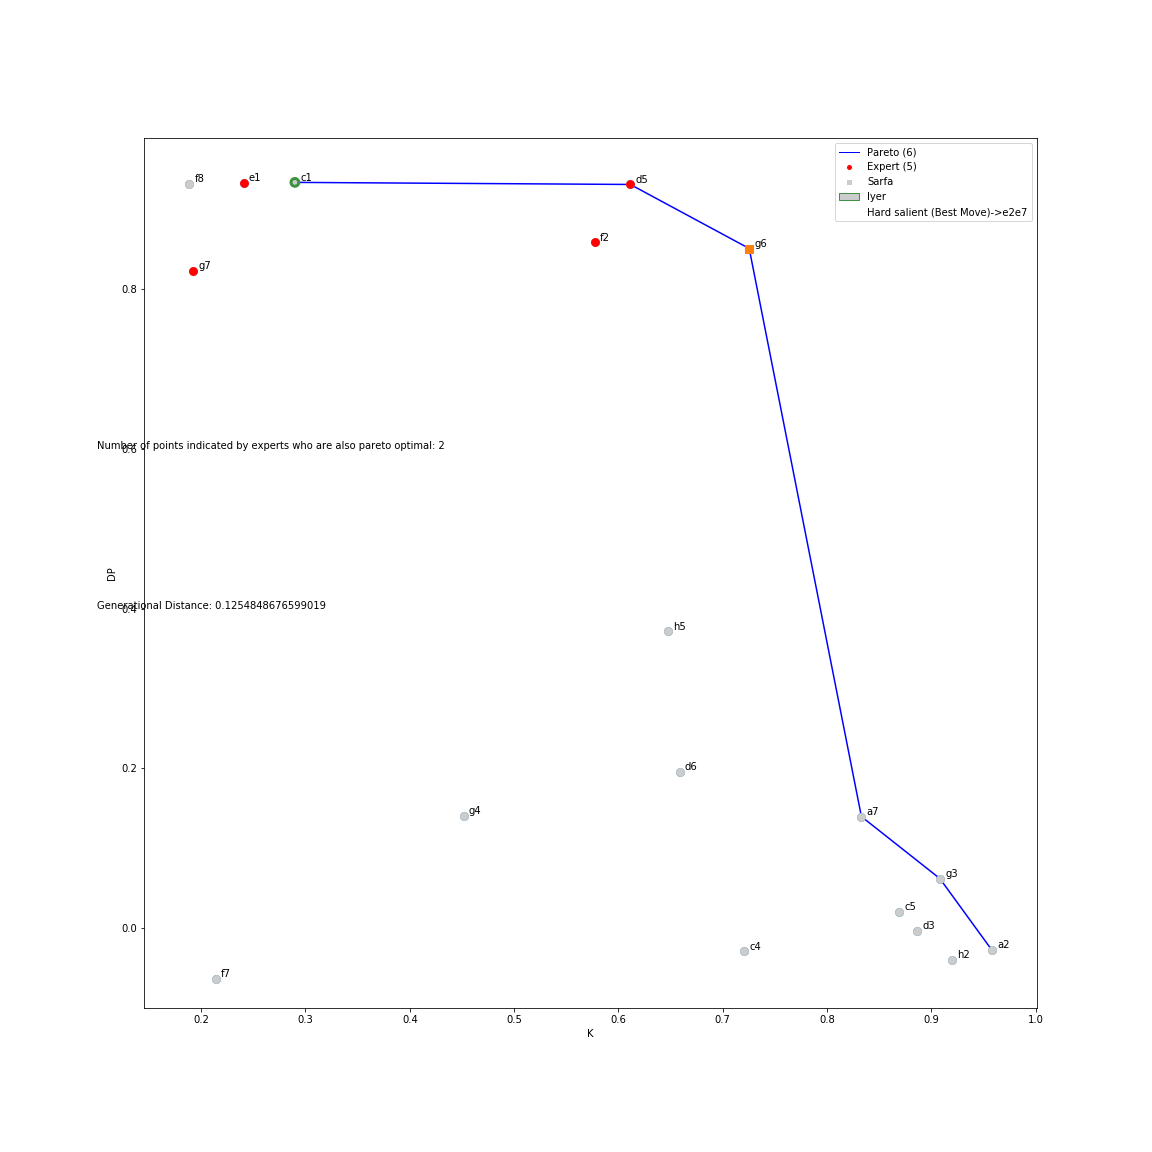 Pareto (6)
Expert (5)
Sarfa
Iyer
Hard salient (Best Move)->e2e7
f8
e1
c1
d5
f2
g6
g7
0.8
Number of points indicated by experts who are also pareto optimal: 2
0.6
DP
Generational Distance: 0.1254848676599019
0.4
h5
0.2
d6
g4
a7
g3
c5
0.0
d3
a2
c4
h2
f7
0.2 0.3 0.4 0.5 0.6 0.7 0.8 0.9 1.0
K